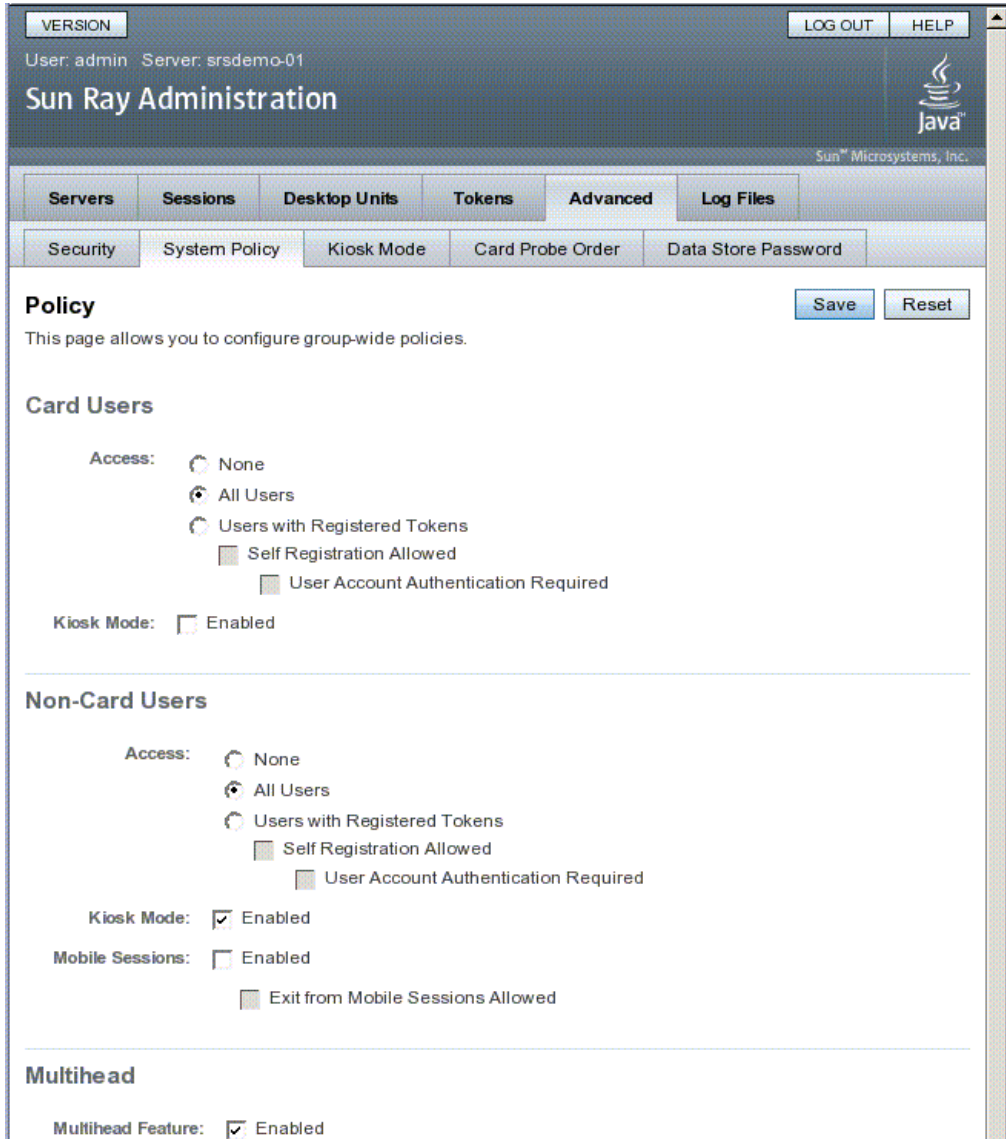 VERSION LOG OUT HELP
User: admin Server: srsdemo-01
Sun Ray Administration
Java™
Sun™ Microsystems, Inc.
Servers Sessions Desktop Units Tokens Advanced Log Files
Security System Policy Kiosk Mode Card Probe Order Data Store Password
Policy Save Reset
This page allows you to configure group-wide policies.
Card Users
Access: None
All Users
Users with Registered Tokens
Self Registration Allowed
User Account Authentication Required
Kiosk Mode: Enabled
Non-Card Users
Access: None
All Users
Users with Registered Tokens
Self Registration Allowed
User Account Authentication Required
Kiosk Mode: Enabled
Mobile Sessions: Enabled
Exit from Mobile Sessions Allowed
Multihead
Multihead Feature: Enabled